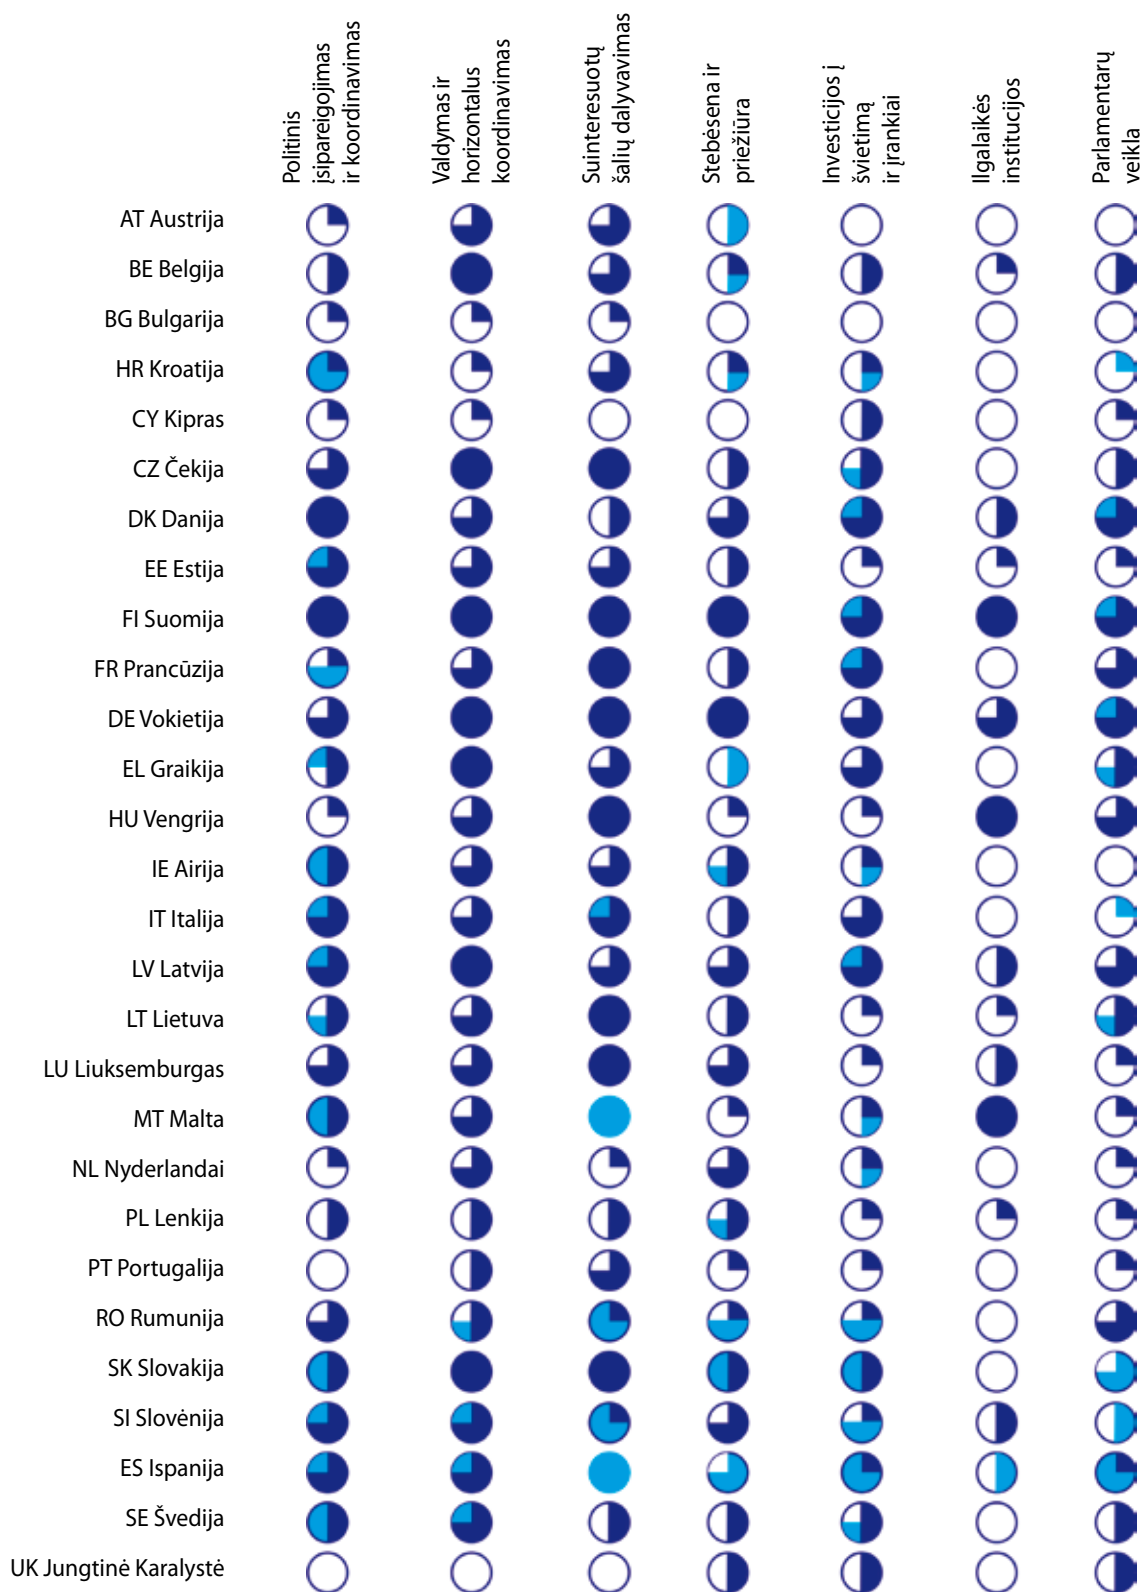 Politinis
įsipareigojimas
ir koordinavimas
Valdymas ir
horizontalus
koordinavimas
Suinteresuotų
šalių dalyvavimas
Stebėsena ir
priežiūra
Investicijos į
švietimą
ir įrankiai
Ilgalaikės
institucijos
Parlamentarų
veikla
AT Austrija
BE Belgija
BG Bulgarija
HR Kroatija
CY Kipras
CZ Čekija
DK Danija
EE Estija
FI Suomija
FR Prancūzija
DE Vokietija
EL Graikija
HU Vengrija
IE Airija
IT Italija
LV Latvija
LT Lietuva
LU Liuksemburgas
MT Malta
NL Nyderlandai
PL Lenkija
PT Portugalija
RO Rumunija
SK Slovakija
SI Slovėnija
ES Ispanija
SE Švedija
UK Jungtinė Karalystė